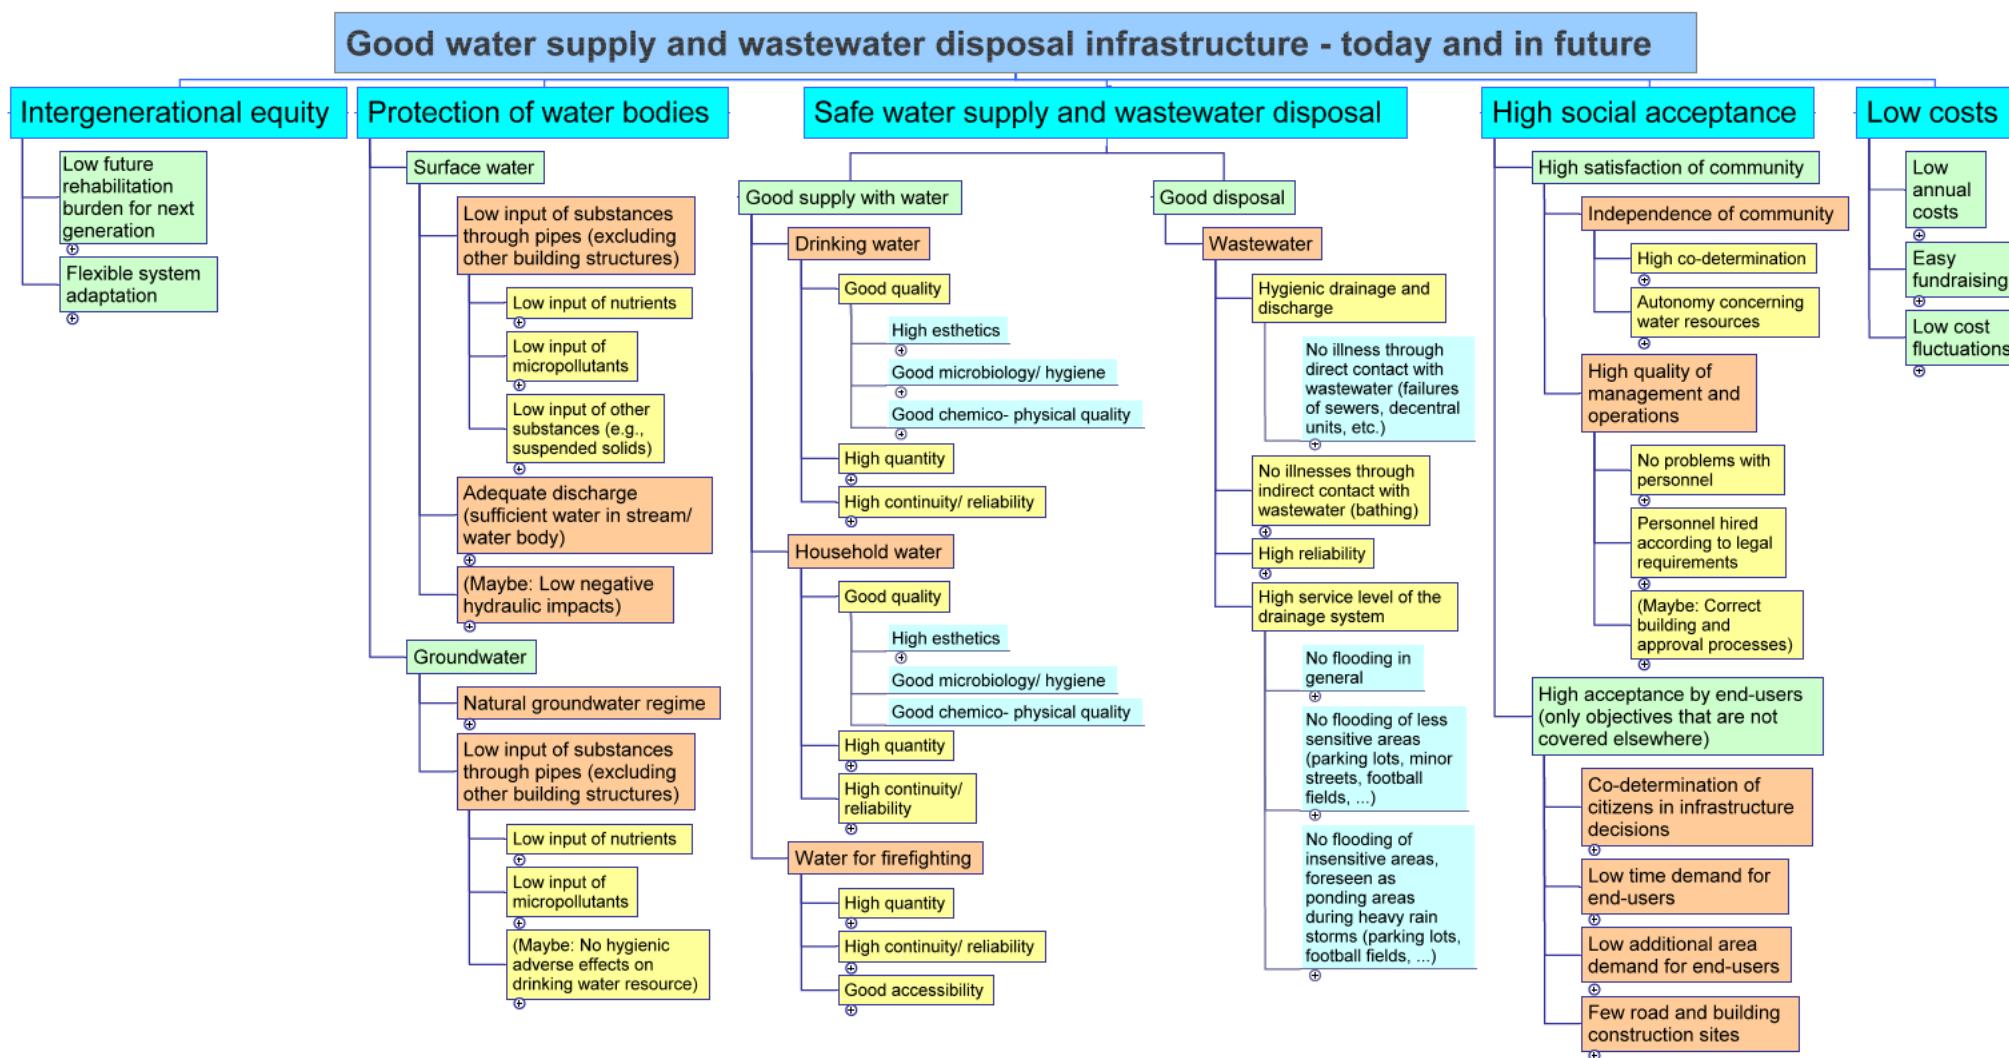 Good water supply and wastewater disposal infrastructure - today and in future
Intergenerational equity
Low future
rehabilitation
burden for next
generation
Flexible system
adaptation
Protection of water bodies
Surface water
Low input of substances
through pipes (excluding
other building structures)
Low input of nutrients
Low input of
micropollutants
Low input of other
substances (e.g.,
suspended solids)
Adequate discharge
(sufficient water in stream/
water body)
(Maybe: Low negative
hydraulic impacts)
Groundwater
Natural groundwater regime
Low input of substances
through pipes (excluding
other building structures)
Low input of nutrients
Low input of
micropollutants
(Maybe: No hygienic
adverse effects on
drinking water resource)
Safe water supply and wastewater disposal
Good supply with water
Drinking water
Good quality
High esthetics
Good microbiology/ hygiene
Good chemico- physical quality
High quantity
High continuity/ reliability
Household water
Good quality
High esthetics
Good microbiology/ hygiene
Good chemico- physical quality
High quantity
High continuity/
reliability
Water for firefighting
High quantity
High continuity/ reliability
Good accessibility
Good disposal
Wastewater
Hygienic drainage and
discharge
No illness through
direct contact with
wastewater (failures
of sewers, decentral
units, etc.)
No illnesses through
indirect contact with
wastewater (bathing)
High reliability
High service level of the
drainage system
No flooding in
general
No flooding of less
sensitive areas
(parking lots, minor
streets, football
fields, ...)
No flooding of
insensitive areas,
foreseen as
ponding areas
during heavy rain
storms (parking lots,
football fields, ...)
High social acceptance
High satisfaction of community
Independence of community
High co-determination
Autonomy concerning
water resources
High quality of
management and
operations
No problems with
personnel
Personnel hired
according to legal
requirements
(Maybe: Correct
building and
approval processes)
High acceptance by end-users
(only objectives that are not
covered elsewhere)
Co-determination of
citizens in infrastructure
decisions
Low time demand for
end-users
Low additional area
demand for end-users
Few road and building
construction sites
Low costs
Low
annual
costs
Easy
fundraising
Low cost
fluctuations